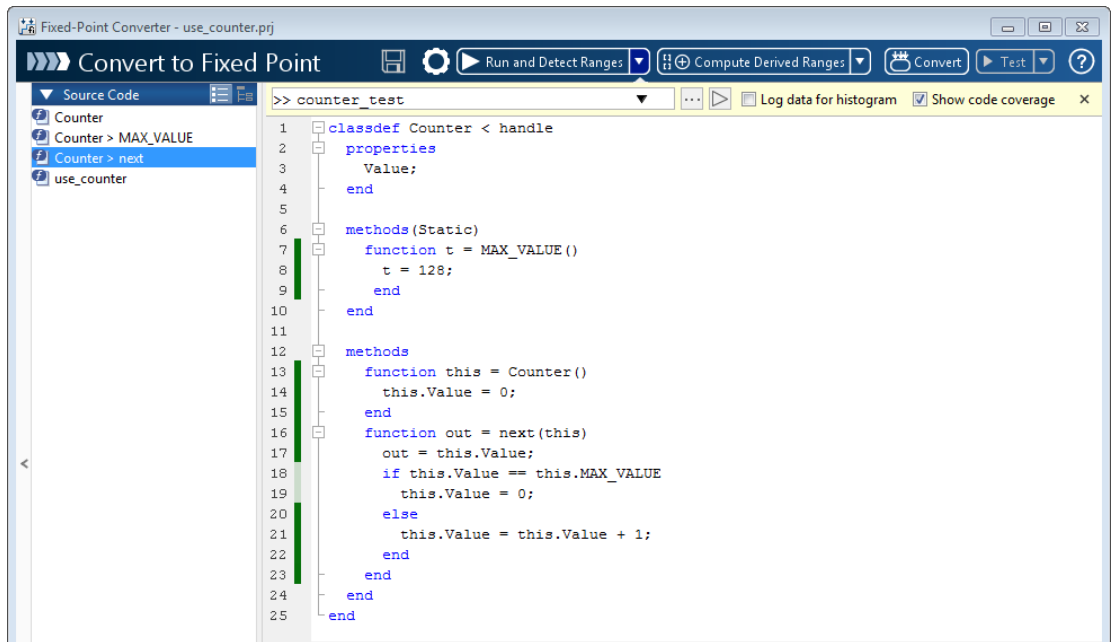 Fixed-Point Converter - use_counter.prj
Convert to Fixed Point Run and Detect Ranges Compute Derived Ranges Convert Test ?
Source Code
Counter
Counter > MAX_VALUE
Counter > next
use_counter
>> counter_test ... Log data for histogram Show code coverage ×
1 classdef Counter < handle
2 properties
3 Value;
4 end
5
6 methods(Static)
7 function t = MAX_VALUE()
8 t = 128;
9 end
10 end
11
12 methods
13 function this = Counter()
14 this.Value = 0;
15 end
16 function out = next(this)
17 out = this.Value;
18 if this.Value == this.MAX_VALUE
19 this.Value = 0;
20 else
21 this.Value = this.Value + 1;
22 end
23 end
24 end
25 end